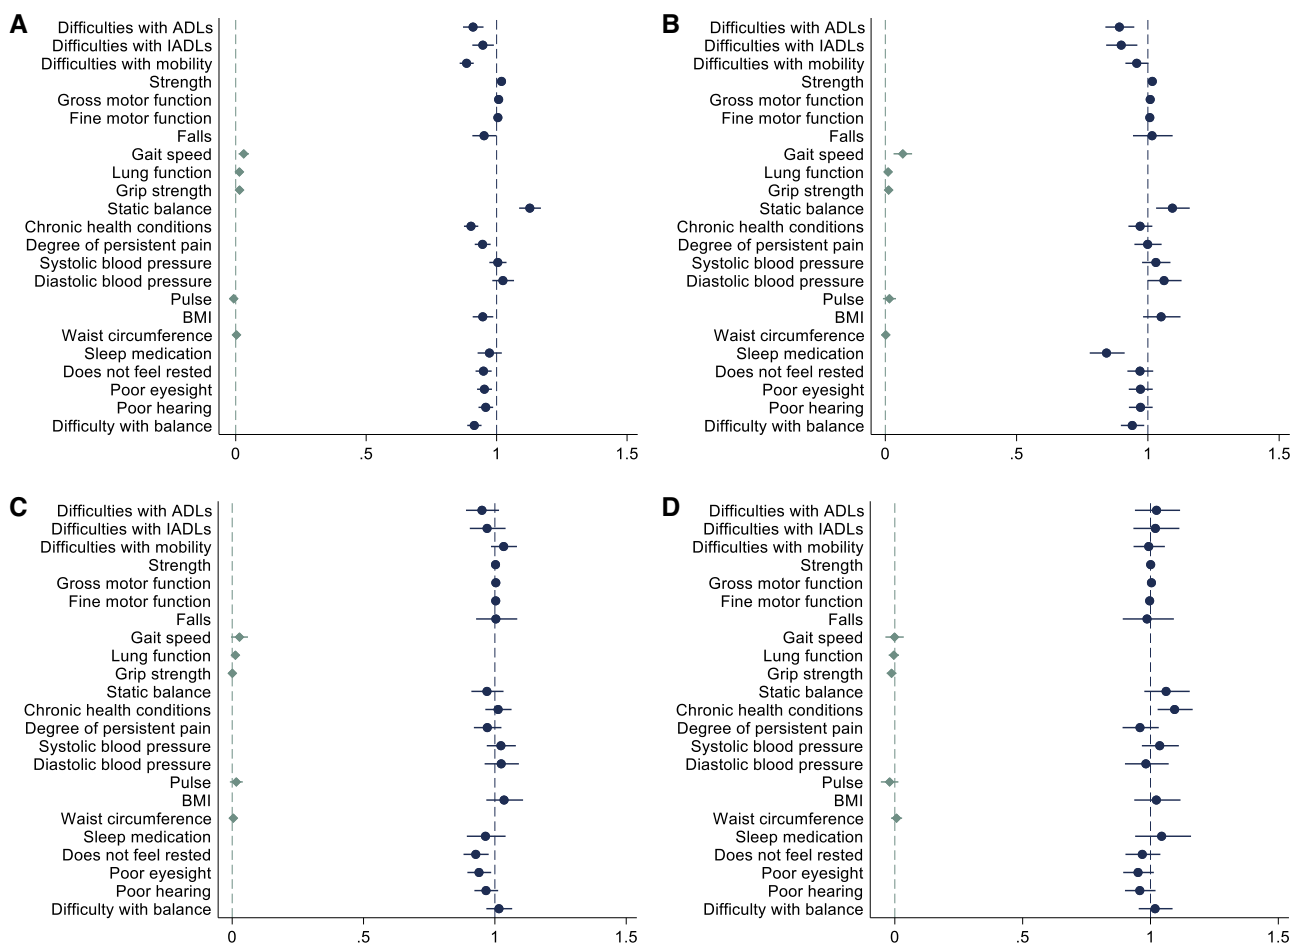 A
Difficulties with ADLs
Difficulties with IADLs
Difficulties with mobility
Strength
Gross motor function
Fine motor function
Falls
Gait speed
Lung function
Grip strength
Static balance
Chronic health conditions
Degree of persistent pain
Systolic blood pressure
Diastolic blood pressure
Pulse
BMI
Waist circumference
Sleep medication
Does not feel rested
Poor eyesight
Poor hearing
Difficulty with balance
0 .5 1 1.5
B
Difficulties with ADLs
Difficulties with IADLs
Difficulties with mobility
Strength
Gross motor function
Fine motor function
Falls
Gait speed
Lung function
Grip strength
Static balance
Chronic health conditions
Degree of persistent pain
Systolic blood pressure
Diastolic blood pressure
Pulse
BMI
Waist circumference
Sleep medication
Does not feel rested
Poor eyesight
Poor hearing
Difficulty with balance
0 .5 1 1.5
C
Difficulties with ADLs
Difficulties with IADLs
Difficulties with mobility
Strength
Gross motor function
Fine motor function
Falls
Gait speed
Lung function
Grip strength
Static balance
Chronic health conditions
Degree of persistent pain
Systolic blood pressure
Diastolic blood pressure
Pulse
BMI
Waist circumference
Sleep medication
Does not feel rested
Poor eyesight
Poor hearing
Difficulty with balance
0 .5 1 1.5
D
Difficulties with ADLs
Difficulties with IADLs
Difficulties with mobility
Strength
Gross motor function
Fine motor function
Falls
Gait speed
Lung function
Grip strength
Static balance
Chronic health conditions
Degree of persistent pain
Systolic blood pressure
Diastolic blood pressure
Pulse
BMI
Waist circumference
Sleep medication
Does not feel rested
Poor eyesight
Poor hearing
Difficulty with balance
0 .5 1 1.5